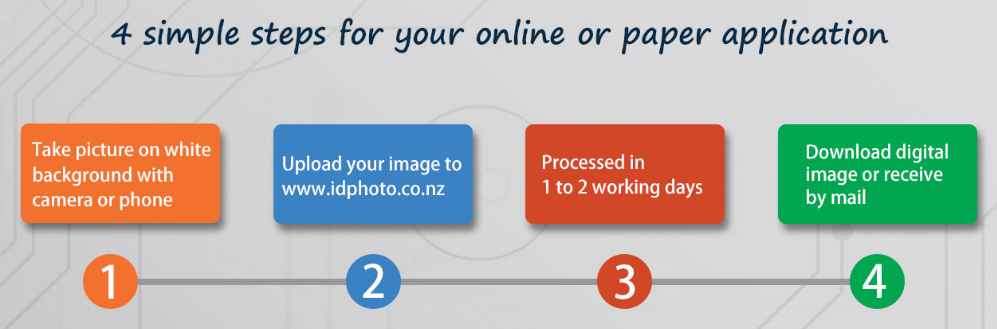 4 simple steps for your online or paper application
Take picture on white
background with
camera or phone
Upload your image to
www.idphoto.co.nz
Processed in
1 to 2 working days
Download digital
image or receive
by mail
1
2
3
4